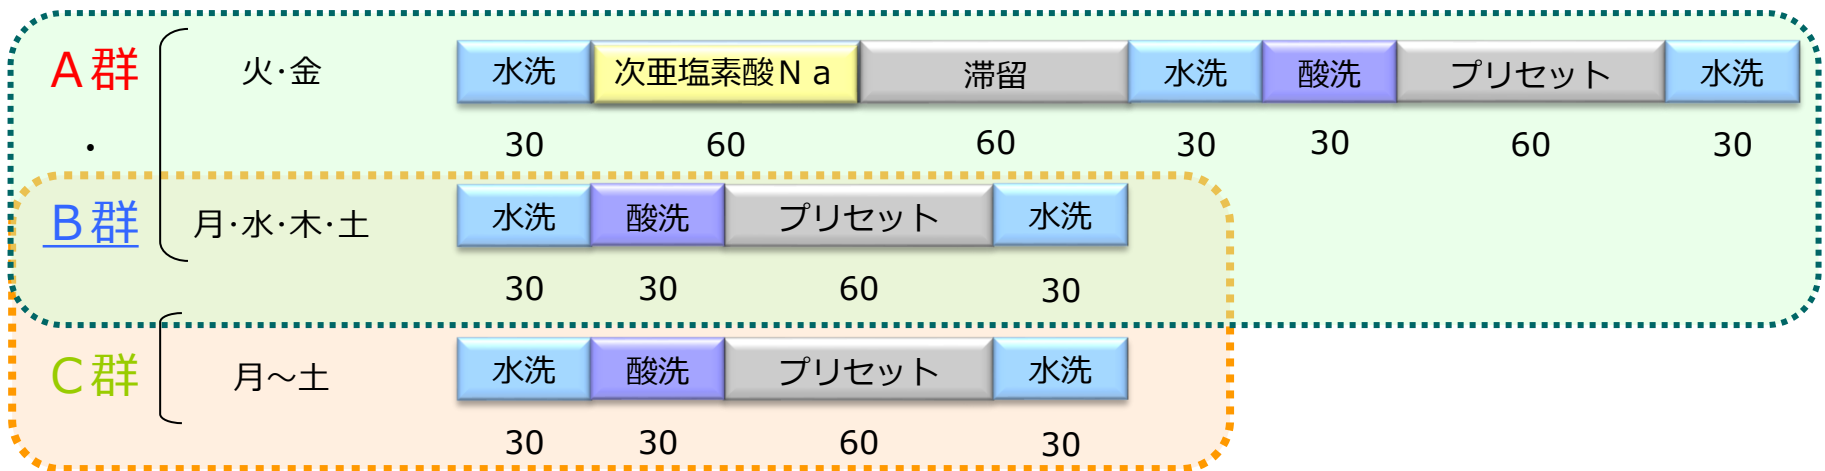 A群 火・金 水洗 次亜塩素酸Na 滞留 水洗 酸洗 プリセット 水洗
30 60 60 30 30 60 30
・
B群 月・水・木・土 水洗 酸洗 プリセット 水洗
30 30 60 30
C群 月～土 水洗 酸洗 プリセット 水洗
30 30 60 30